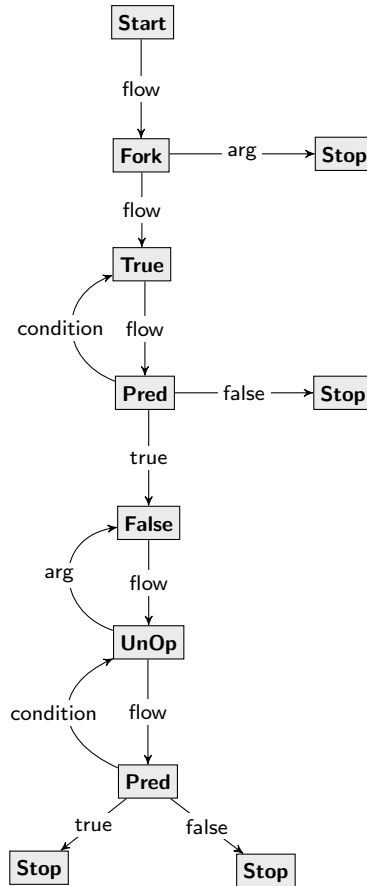 Start
flow
Fork
arg
Stop
flow
True
condition
flow
Pred
false
Stop
true
False
arg
flow
UnOp
condition
flow
Pred
true
false
Stop
Stop